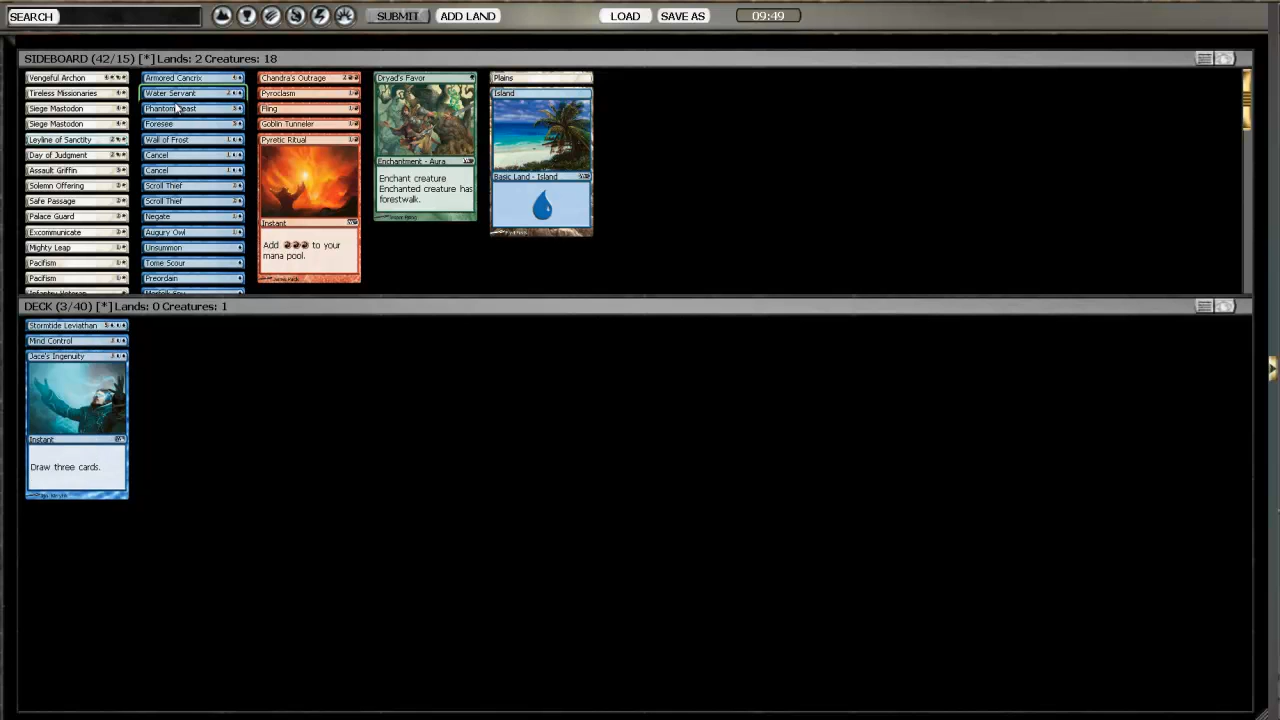 SEARCH
SUBMIT
ADD LAND
LOAD
SAVE AS
09:49
SIDEBOARD (42/15) [*] Lands: 2 Creatures: 18
Vengeful Archon
Tireless Missionaries
Siege Mastodon
Siege Mastodon
Leyline of Sanctity
Day of Judgment
Assault Griffin
Solemn Offering
Safe Passage
Palace Guard
Excommunicate
Mighty Leap
Pacifism
Pacifism
Infantry Veteran
Armored Cancrix
Water Servant
Phantom Beast
Foresee
Wall of Frost
Cancel
Cancel
Scroll Thief
Scroll Thief
Negate
Augury Owl
Unsummon
Tome Scour
Preordain
Chandra's Outrage
Pyroclasm
Fling
Goblin Tunneler
Pyretic Ritual
Instant
Add to your
mana pool.
Dryad's Favor
Enchantment - Aura
Enchant creature
Enchanted creature has
forestwalk.
Plains
Island
Basic Land - Island
DECK (3/40) [*] Lands: 0 Creatures: 1
Stormtide Leviathan
Mind Control
Jace's Ingenuity
Instant
Draw three cards.